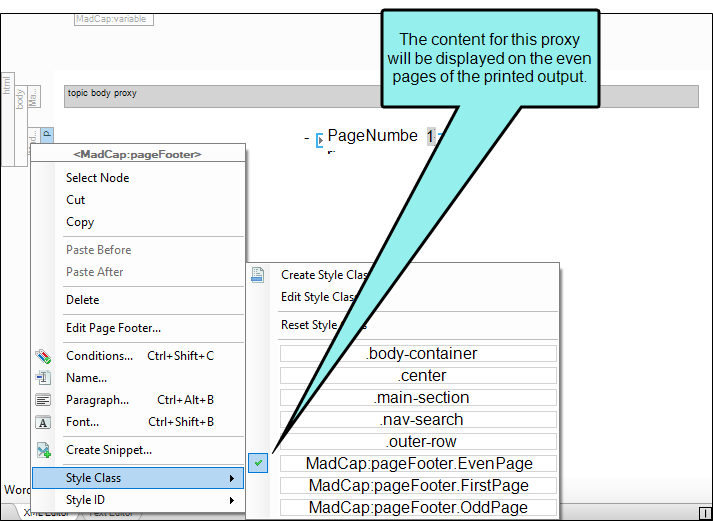 MadCap:variable
The content for this proxy
will be displayed on the even
pages of the printed output.
html
body
Ma...
topic body proxy
P
- PageNumbe 1
<MadCap:pageFooter>
Select Node
Cut
Copy
Paste Before
Paste After
Delete
Edit Page Footer...
Conditions... Ctrl+Shift+C
Name...
Paragraph... Ctrl+Alt+B
Font... Ctrl+Shift+B
Create Snippet...
Style Class
Style ID
Create Style Clas
Edit Style Clas
Reset Style
.body-container
.center
.main-section
.nav-search
.outer-row
MadCap:pageFooter.EvenPage
MadCap:pageFooter.FirstPage
MadCap:pageFooter.OddPage
Word
XML Editor
Text Editor